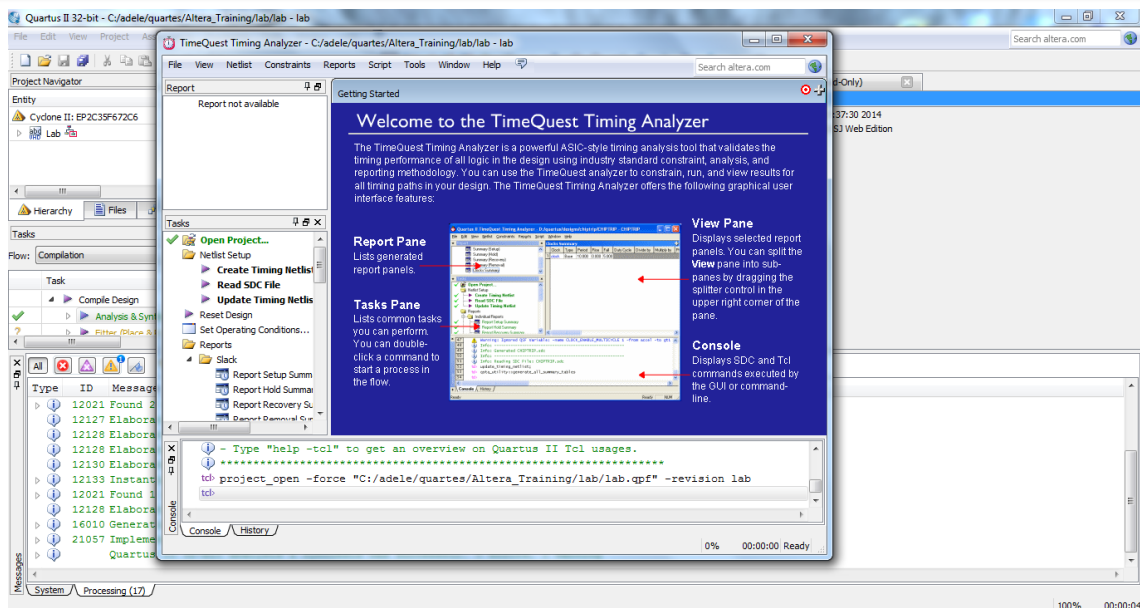 Quartus II 32-bit - C:/adele/quartes/Altera_Training/lab/lab - lab
File Edit View Project
Search altera.com
Project Navigator
Entity
Cyclone II: EP2C35F672C6
Lab
Hierarchy Files
Tasks
Flow: Compilation
Task
Compile Design
Analysis & Synt
Fitter (Place &
d-Only)
:37:30 2014
SJ Web Edition
TimeQuest Timing Analyzer - C:/adele/quartes/Altera_Training/lab/lab - lab
File View Netlist Constraints Reports Script Tools Window Help
Search altera.com
Report
Report not available
Tasks
Open Project...
Netlist Setup
Create Timing Netlist
Read SDC File
Update Timing Netlist
Reset Design
Set Operating Conditions...
Reports
Slack
Report Setup Summ
Report Hold Summar
Report Recovery Su
Report Removal Sur
Getting Started
Welcome to the TimeQuest Timing Analyzer
The TimeQuest Timing Analyzer is a powerful ASIC-style timing analysis tool that validates the
timing performance of all logic in the design using industry standard constraint, analysis, and
reporting methodology. You can use the TimeQuest analyzer to constrain, run, and view results for
all timing paths in your design. The TimeQuest Timing Analyzer offers the following graphical user
interface features:
Report Pane
Lists generated
report panels.
Tasks Pane
Lists common tasks
you can perform.
You can double-
click a command to
start a process in
the flow.
View Pane
Displays selected report
panels. You can split the
View pane into sub-
panes by dragging the
splitter control in the
upper right corner of the
pane.
Console
Displays SDC and Tcl
commands executed by
the GUI or command-
line.
- Type "help -tcl" to get an overview on Quartus II Tcl usages.
*******************************************************************
tcl> project_open -force "C:/adele/quartes/Altera_Training/lab/lab.qpf" -revision lab
tcl>
Console
Console History
0% 00:00:00 Ready
All
Type ID Message
12021 Found 2
12127 Elabora
12128 Elabora
12128 Elabora
12130 Elabora
12133 Instant
12021 Found 1
12128 Elabora
16010 Generat
21057 Impleme
Quartus
Messages
System Processing (17)
100% 00:00:04